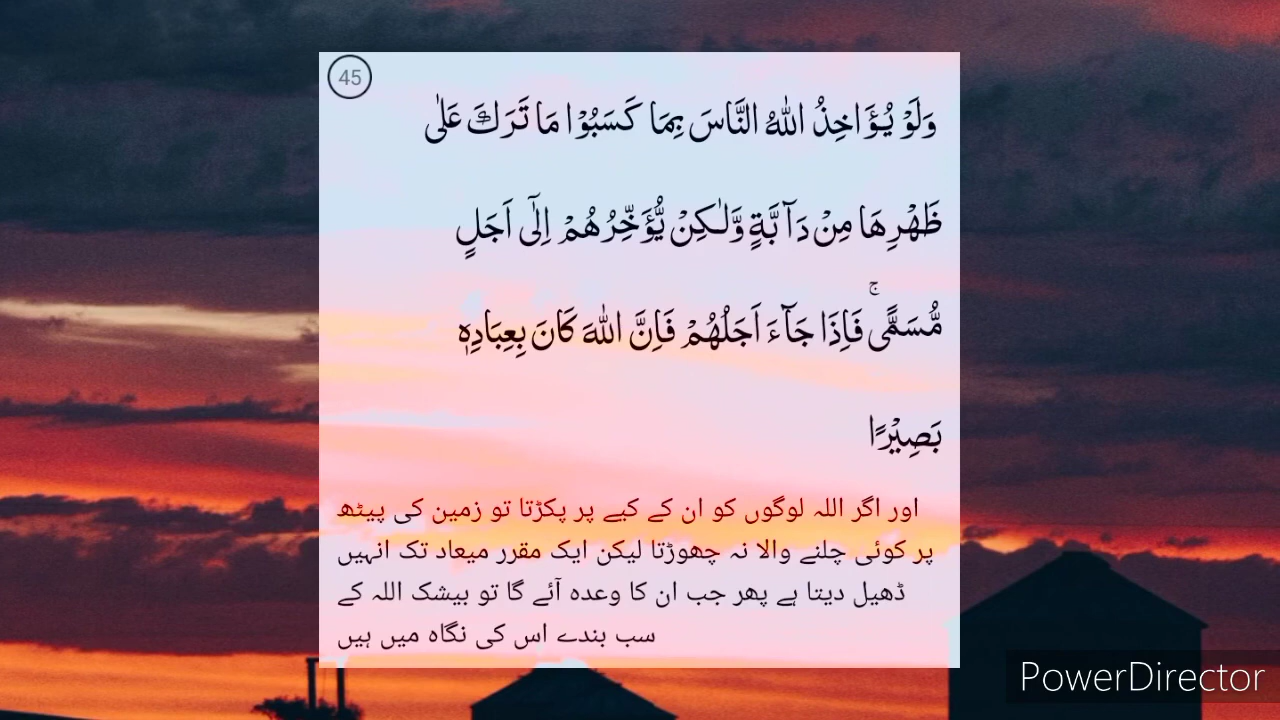 45
وَلَوْ يُؤَاخِذُ اللّٰهُ النَّاسَ بِمَا كَسَبُوْا مَا تَرَكَ عَلٰى
ظَهْرِهَا مِنْ دَآبَّةٍ وَّلٰـكِنْ يُّؤَخِّرُهُمْ اِلٰٓى اَجَلٍ
مُّسَمًّىۚ فَاِذَا جَآءَ اَجَلُهُمْ فَاِنَّ اللّٰهَ كَانَ بِعِبَادِهٖ
بَصِيْرًا
اور اگر اللہ لوگوں کو ان کے کیے پر پکڑتا تو زمین کی پیٹھ
پر کوئی چلنے والا نہ چھوڑتا لیکن ایک مقرر میعاد تک انہیں
ڈھیل دیتا ہے پھر جب ان کا وعدہ آئے گا تو بیشک اللہ کے
سب بندے اس کی نگاہ میں ہیں
PowerDirector